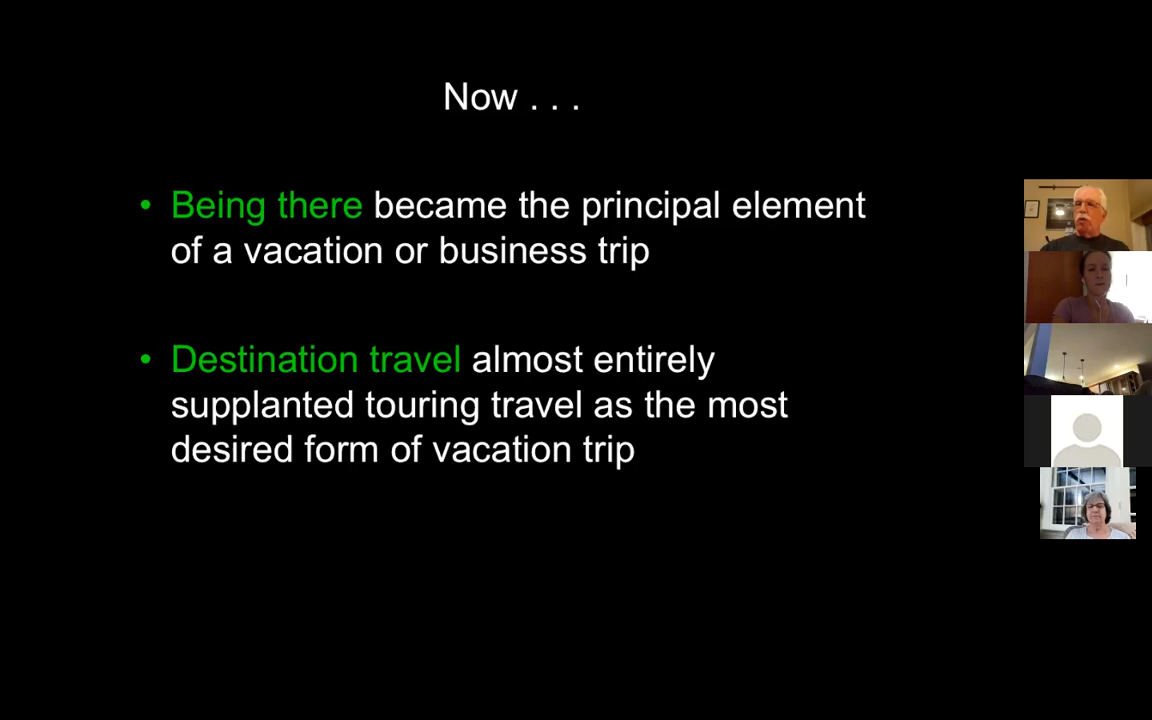 Now . . .
• Being there became the principal element
of a vacation or business trip
• Destination travel almost entirely
supplanted touring travel as the most
desired form of vacation trip